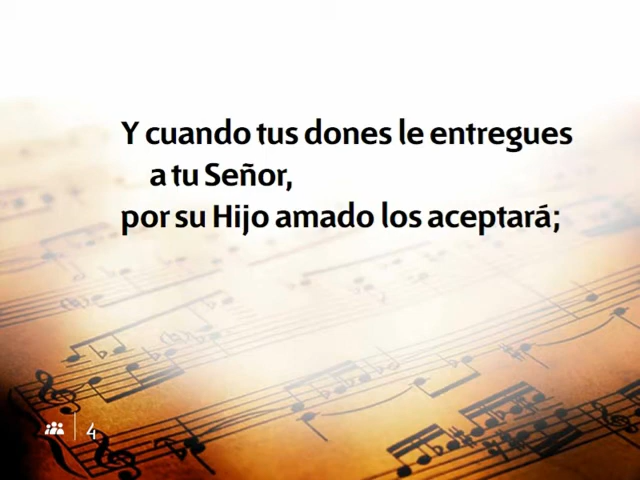 Y cuando tus dones le entregues
a tu Señor,
por su Hijo amado los aceptará;
4